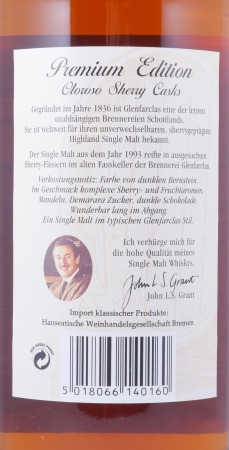 Premium Edition
Oloroso Sherry Casks
Gegründet im Jahre 1836 ist Glenfarclas eine der letzten
unabhängigen Brennereien Schottlands.
Sie ist weltweit für ihren unverwechselbaren, sherrygeprägten
Highland Single Malt bekannt.
Der Single Malt aus dem Jahr 1993 reifte in ausgesuchten
Sherry-Fässern im alten Fasskeller der Brennerei Glenfarclas.
Verkostungsnotiz: Farbe von dunklem Bernstein.
Im Geschmack komplexe Sherry- und Fruchtaromen,
Mandeln, Demarara Zucker, dunkle Schokolade.
Wunderbar lang im Abgang.
Ein Single Malt im typischen Glenfarclas Stil.
Ich verbürge mich für
die hohe Qualität meines
Single Malt Whiskys.
John L S Grant
John L.S. Grant
Import klassischer Produkte:
Hanseatische Weinhandelsgesellschaft Bremen
5 018066 140160